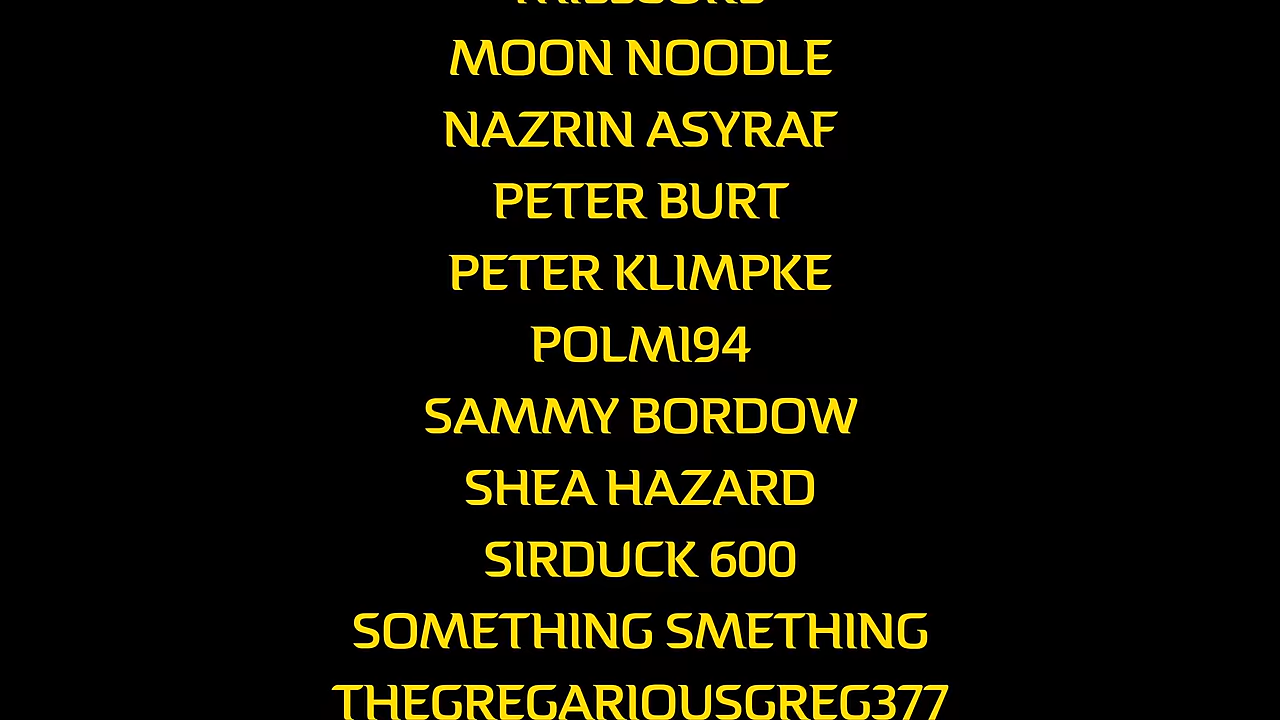 MOON NOODLE
NAZRIN ASYRAF
PETER BURT
PETER KLIMPKE
POLMI94
SAMMY BORDOW
SHEA HAZARD
SIRDUCK 600
SOMETHING SMETHING
THEGREGARIOUSGREG377